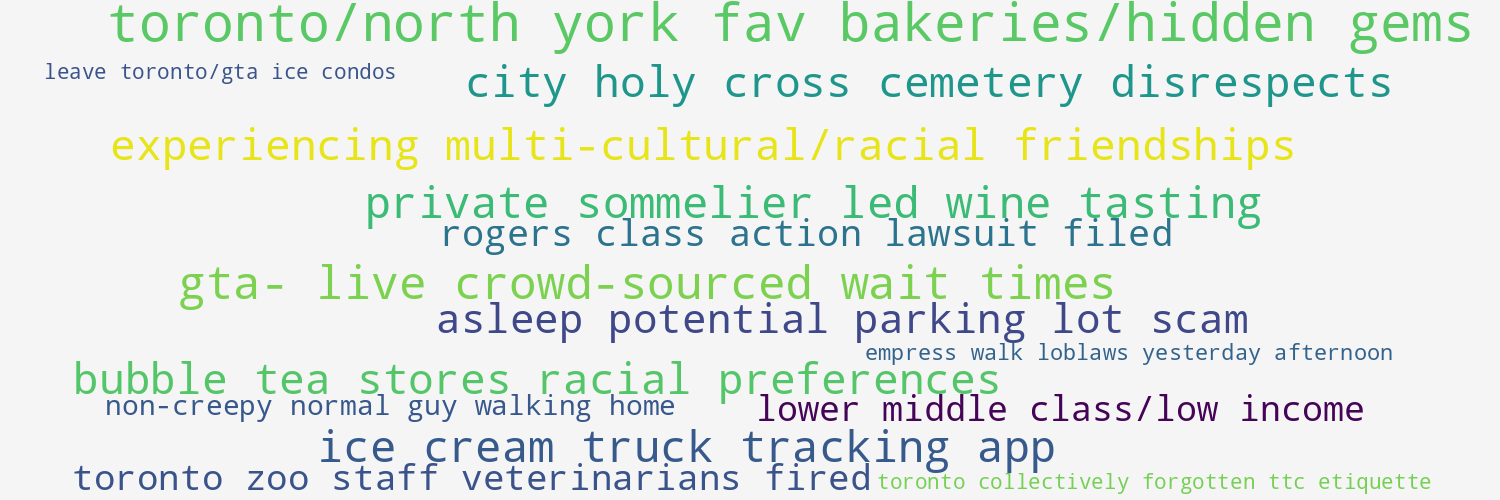 toronto/north york fav bakeries/hidden gems
leave toronto/gta ice condos
city holy cross cemetery disrespects
experiencing multi-cultural/racial friendships
private sommelier led wine tasting
rogers class action lawsuit filed
gta- live crowd-sourced wait times
asleep potential parking lot scam
empress walk loblaws yesterday afternoon
bubble tea stores racial preferences
non-creepy normal guy walking home
lower middle class/low income
ice cream truck tracking app
toronto zoo staff veterinarians fired
toronto collectively forgotten ttc etiquette